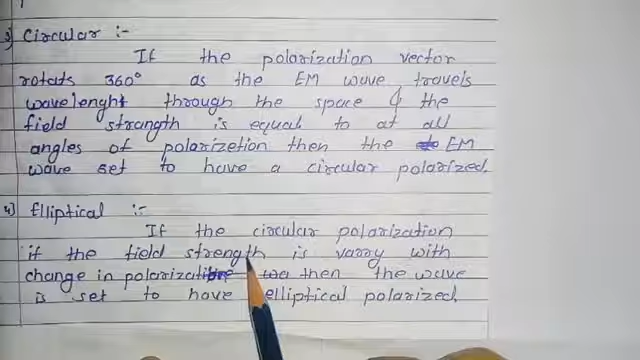 3) Circular :-
If the polarization vector
rotats 360° as the EM wave travels
wavelenght through the space & the
field strangth is equal to at all
angles of polarizetion then the EM
wave set to have a circular polarized.
4) Elliptical :-
If the circular polarization
if the field strength is varry with
change in polarization then the wave
is set to have elliptical polarized.